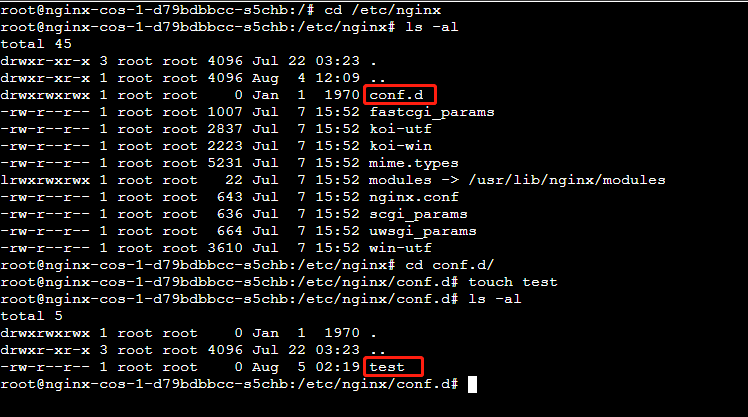 root@nginx-cos-1-d79bdbbcc-s5chb:/# cd /etc/nginx
root@nginx-cos-1-d79bdbbcc-s5chb:/etc/nginx# ls -al
total 45
drwxr-xr-x 3 root root 4096 Jul 22 03:23 .
drwxr-xr-x 1 root root 4096 Aug  4 12:09 ..
drwxrwxrwx 1 root root    0 Jan  1  1970 conf.d
-rw-r--r-- 1 root root 1007 Jul  7 15:52 fastcgi_params
-rw-r--r-- 1 root root 2837 Jul  7 15:52 koi-utf
-rw-r--r-- 1 root root 2223 Jul  7 15:52 koi-win
-rw-r--r-- 1 root root 5231 Jul  7 15:52 mime.types
lrwxrwxrwx 1 root root   22 Jul  7 15:52 modules -> /usr/lib/nginx/modules
-rw-r--r-- 1 root root  643 Jul  7 15:52 nginx.conf
-rw-r--r-- 1 root root  636 Jul  7 15:52 scgi_params
-rw-r--r-- 1 root root  664 Jul  7 15:52 uwsgi_params
-rw-r--r-- 1 root root 3610 Jul  7 15:52 win-utf
root@nginx-cos-1-d79bdbbcc-s5chb:/etc/nginx# cd conf.d/
root@nginx-cos-1-d79bdbbcc-s5chb:/etc/nginx/conf.d# touch test
root@nginx-cos-1-d79bdbbcc-s5chb:/etc/nginx/conf.d# ls -al
total 5
drwxrwxrwx 1 root root    0 Jan  1  1970 .
drwxr-xr-x 3 root root 4096 Jul 22 03:23 ..
-rw-r--r-- 1 root root    0 Aug  5 02:19 test
root@nginx-cos-1-d79bdbbcc-s5chb:/etc/nginx/conf.d#